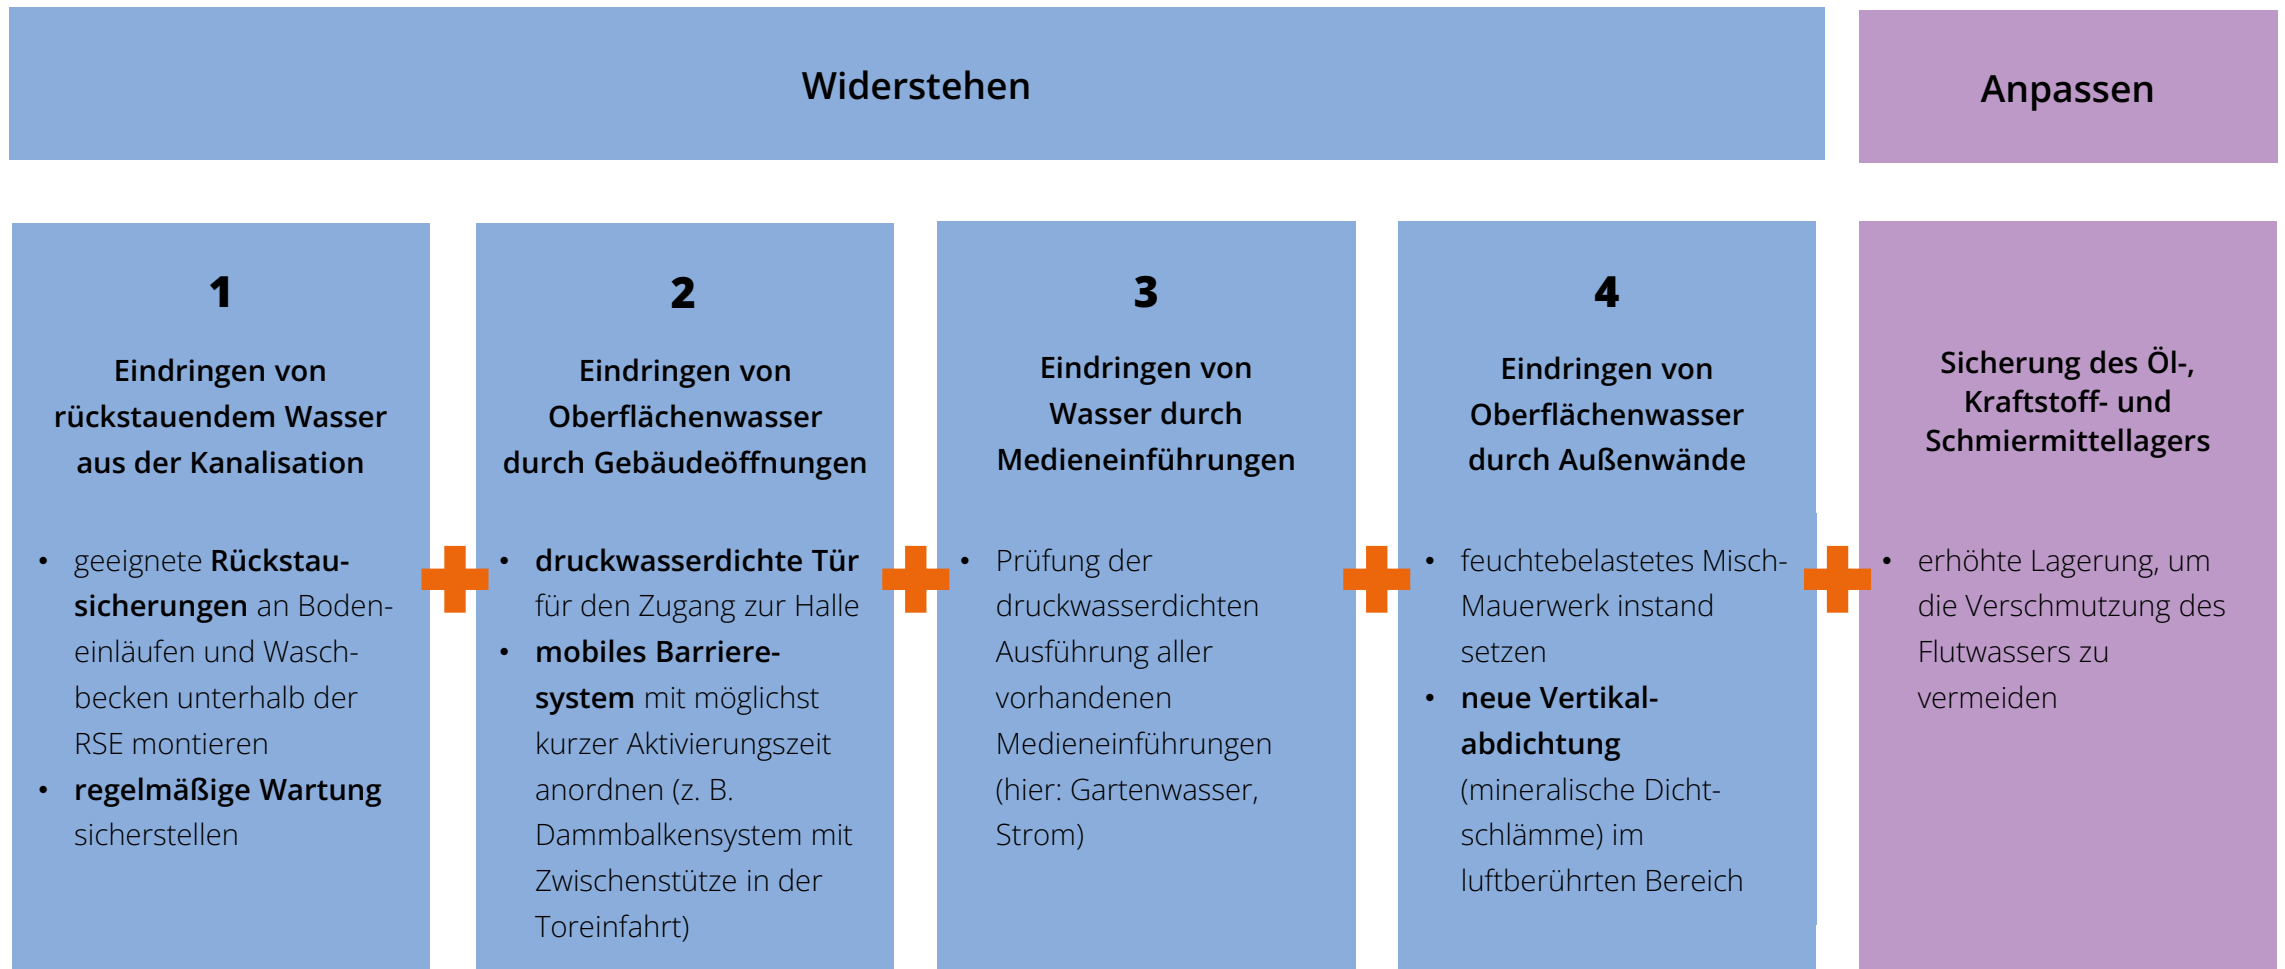 Widerstehen
Anpassen
1
Eindringen von
rückstauendem Wasser
aus der Kanalisation
• geeignete Rückstau-
sicherungen an Boden-
einläufen und Wasch-
becken unterhalb der
RSE montieren
• regelmäßige Wartung
sicherstellen
2
Eindringen von
Oberflächenwasser
durch Gebäudeöffnungen
• druckwasserdichte Tür
für den Zugang zur Halle
• mobiles Barriere-
system mit möglichst
kurzer Aktivierungszeit
anordnen (z. B.
Dammbalkensystem mit
Zwischenstütze in der
Toreinfahrt)
3
Eindringen von
Wasser durch
Medieneinführungen
• Prüfung der
druckwasserdichten
Ausführung aller
vorhandenen
Medieneinführungen
(hier: Gartenwasser,
Strom)
4
Eindringen von
Oberflächenwasser
durch Außenwände
• feuchtebelastetes Misch-
Mauerwerk instand
setzen
• neue Vertikal-
abdichtung
(mineralische Dicht-
schlämme) im
luftberührten Bereich
Sicherung des Öl-,
Kraftstoff- und
Schmiermittellagers
• erhöhte Lagerung, um
die Verschmutzung des
Flutwassers zu
vermeiden